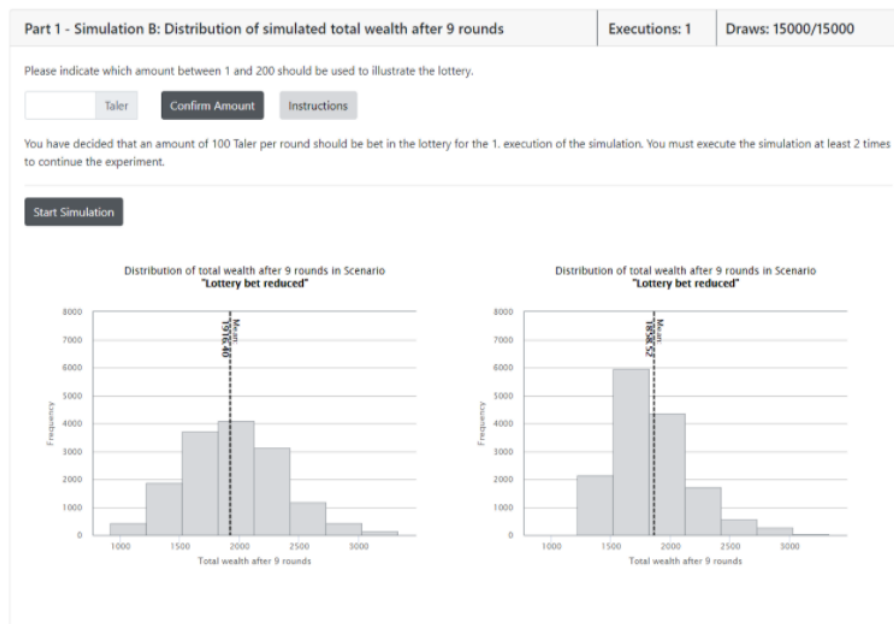 Part 1 - Simulation B: Distribution of simulated total wealth after 9 rounds
Executions: 1
Draws: 15000/15000
Please indicate which amount between 1 and 200 should be used to illustrate the lottery.
Taler
Confirm Amount
Instructions
You have decided that an amount of 100 Taler per round should be bet in the lottery for the 1. execution of the simulation. You must execute the simulation at least 2 times
to continue the experiment.
Start Simulation
Distribution of total wealth after 9 rounds in Scenario
"Lottery bet reduced"
8000
7000
6000
5000
4000
3000
2000
1000
0
Frequency
Mean:
1916.40
1000
1500
2000
2500
3000
Total wealth after 9 rounds
Distribution of total wealth after 9 rounds in Scenario
"Lottery bet reduced"
8000
7000
6000
5000
4000
3000
2000
1000
0
Frequency
Mean:
1000
1500
2000
2500
3000
Total wealth after 9 rounds